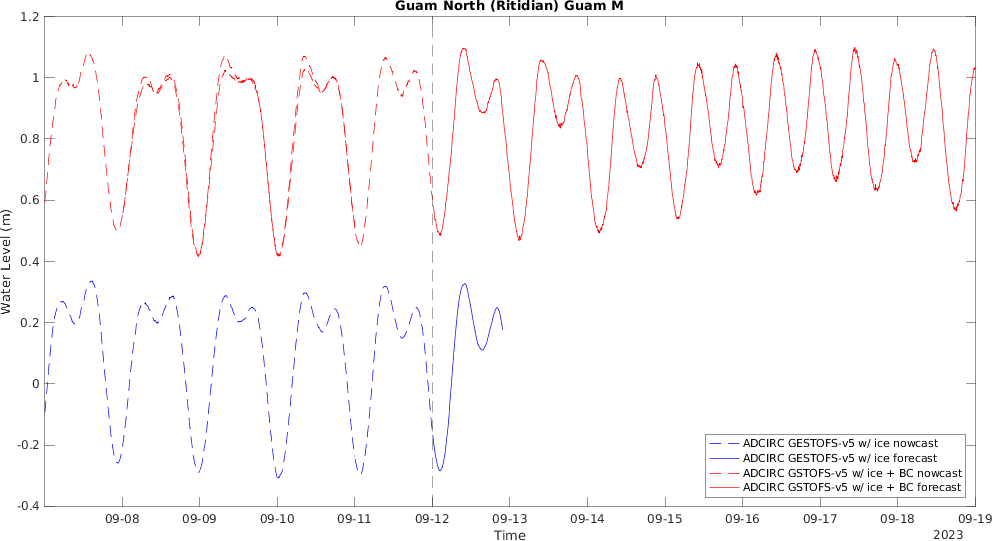 Guam North (Ritidian) Guam M
1.2
1
0.8
0.6
0.4
0.2
0
-0.2
-0.4
Water Level (m)
ADCIRC GESTOFS-v5 w/ ice nowcast
ADCIRC GESTOFS-v5 w/ ice forecast
ADCIRC GSTOFS-v5 w/ ice + BC nowcast
ADCIRC GSTOFS-v5 w/ ice + BC forecast
09-08 09-09 09-10 09-11 09-12 09-13 09-14 09-15 09-16 09-17 09-18 09-19
Time
2023